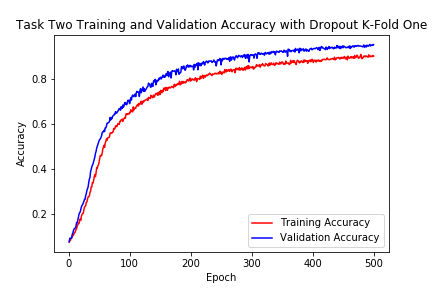 Task Two Training and Validation Accuracy with Dropout K-Fold One
Accuracy
0.8
0.6
0.4
0.2
Training Accuracy
Validation Accuracy
0 100 200 300 400 500
Epoch